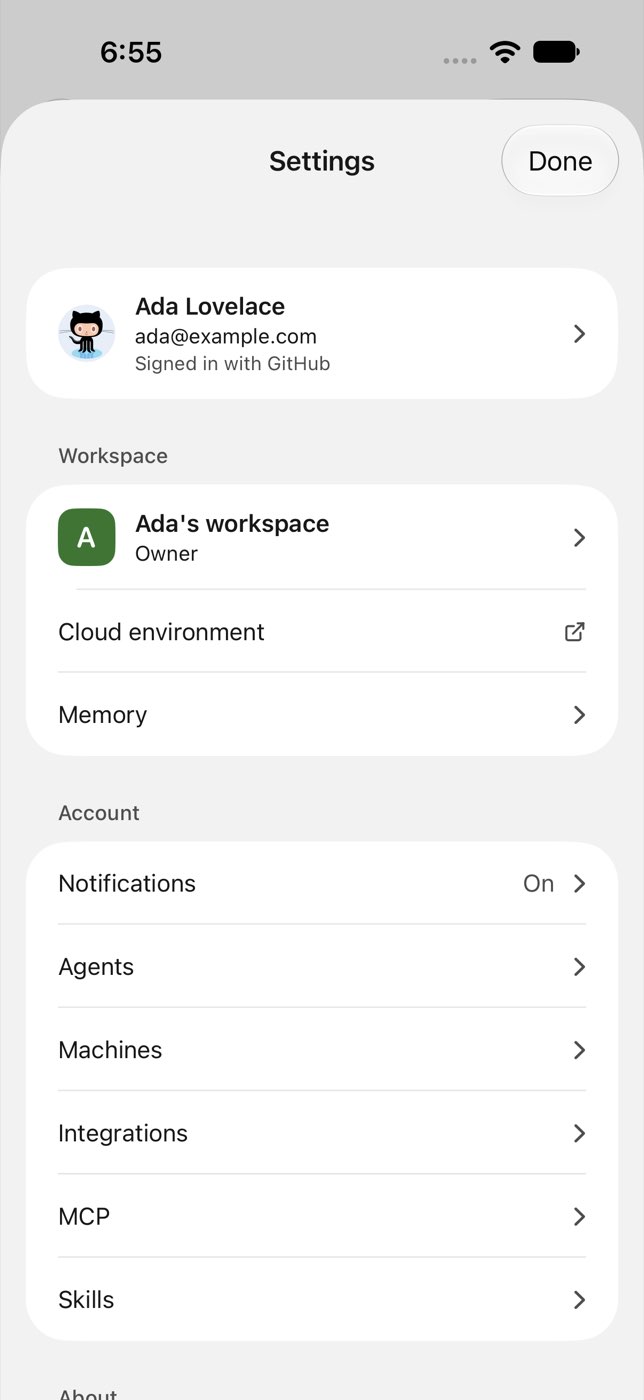 6:55
Settings
Done
Ada Lovelace
ada@example.com
Signed in with GitHub
Workspace
A
Ada's workspace
Owner
Cloud environment
Memory
Account
Notifications
On
Agents
Machines
Integrations
MCP
Skills
About